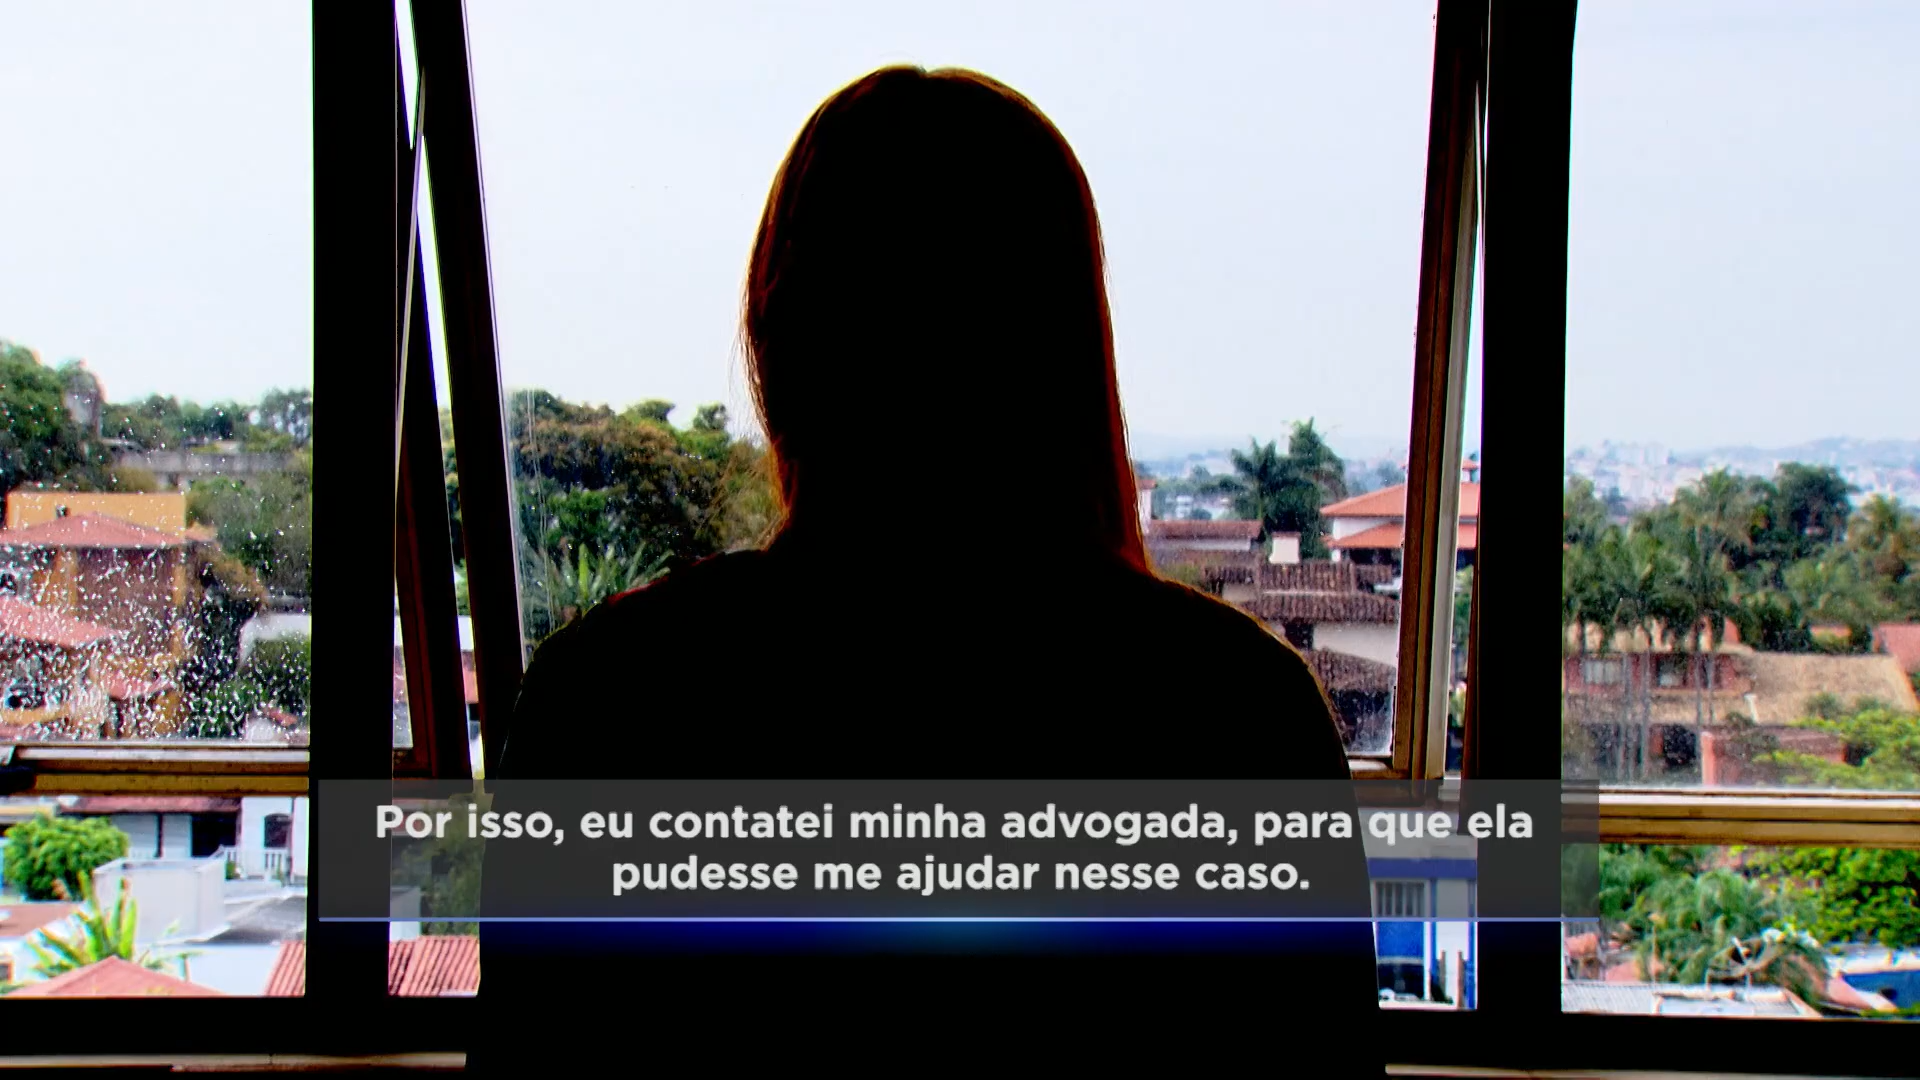 Por isso, eu contatei minha advogada, para que ela
pudesse me ajudar nesse caso.